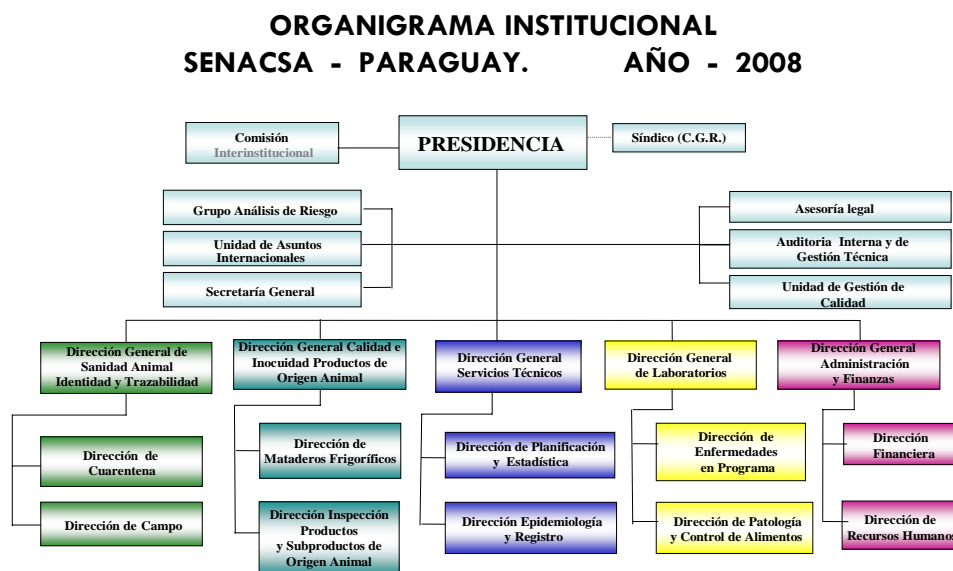 ORGANIGRAMA INSTITUCIONAL
SENACSA - PARAGUAY. AÑO - 2008
Comisión
Interinstitucional
PRESIDENCIA
Síndico (C.G.R.)
Grupo Análisis de Riesgo
Unidad de Asuntos
Internacionales
Secretaría General
Asesoría legal
Auditoria Interna y de
Gestión Técnica
Unidad de Gestión de
Calidad
Dirección General de
Sanidad Animal
Identidad y Trazabilidad
Dirección General Calidad e
Inocuidad Productos de
Origen Animal
Dirección General
Servicios Técnicos
Dirección General
de Laboratorios
Dirección General
Administración
y Finanzas
Dirección de
Cuarentena
Dirección de Campo
Dirección de
Mataderos Frigoríficos
Dirección Inspección
Productos
y Subproductos de
Origen Animal
Dirección de Planificación
y Estadística
Dirección Epidemiología
y Registro
Dirección de
Enfermedades
en Programa
Dirección de Patología
y Control de Alimentos
Dirección
Financiera
Dirección de
Recursos Humanos